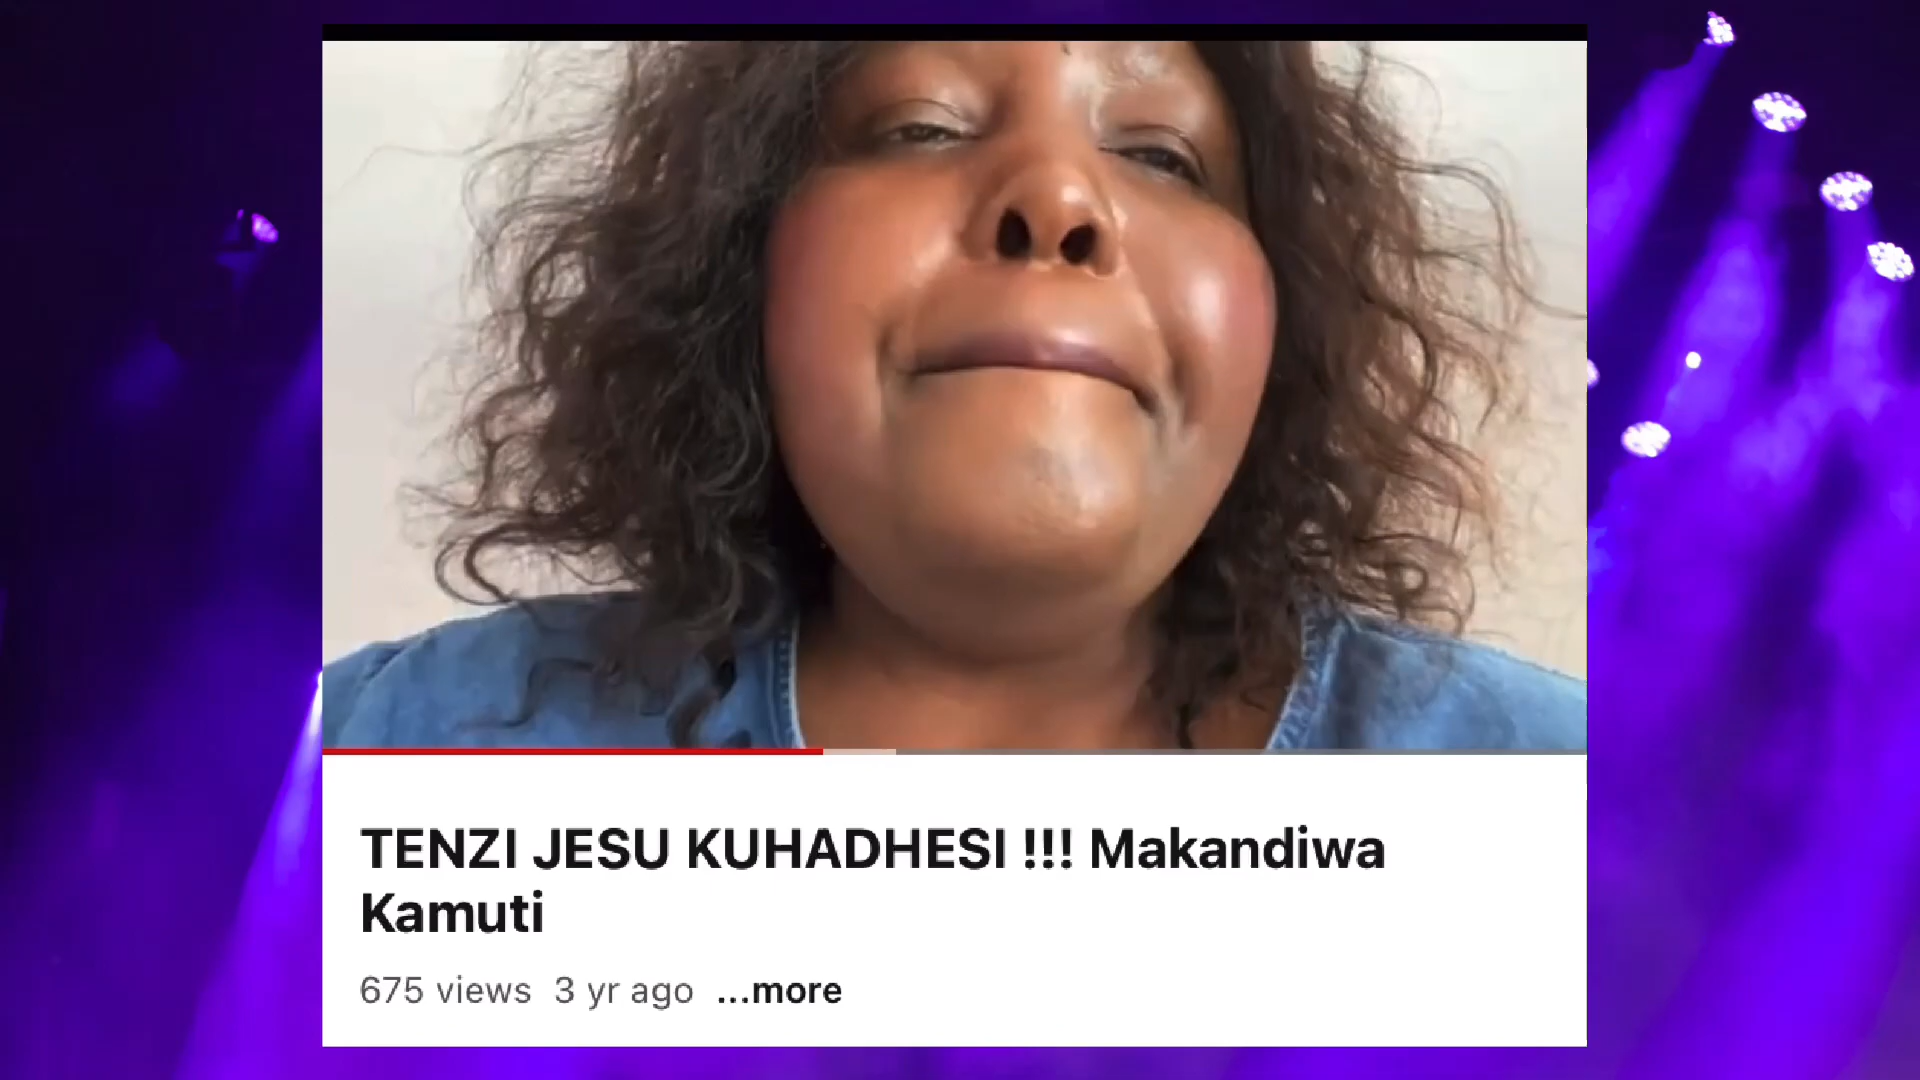 TENZI JESU KUHADHESI !!! Makandiwa
Kamuti
675 views 3 yr ago ...more